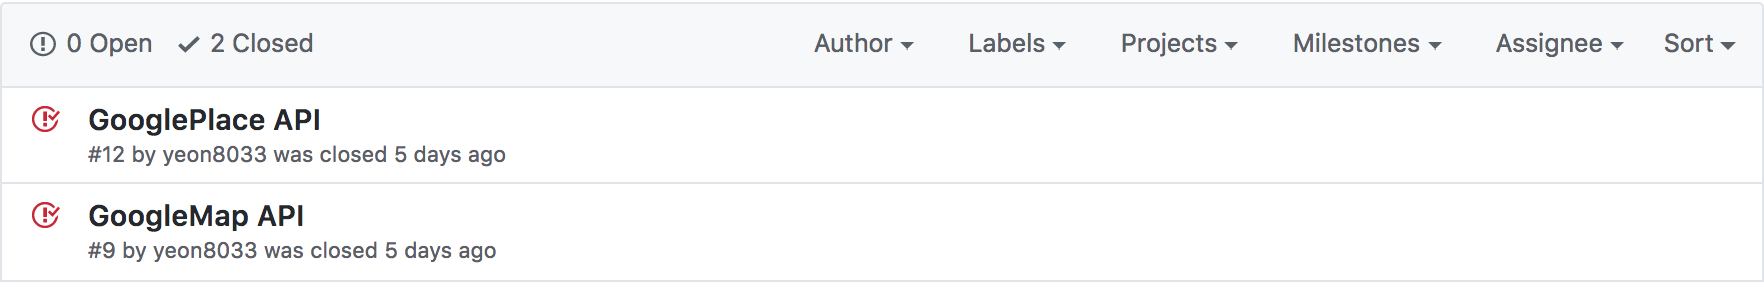 0 Open 2 Closed Author Labels Projects Milestones Assignee Sort
GooglePlace API
#12 by yeon8033 was closed 5 days ago
GoogleMap API
#9 by yeon8033 was closed 5 days ago